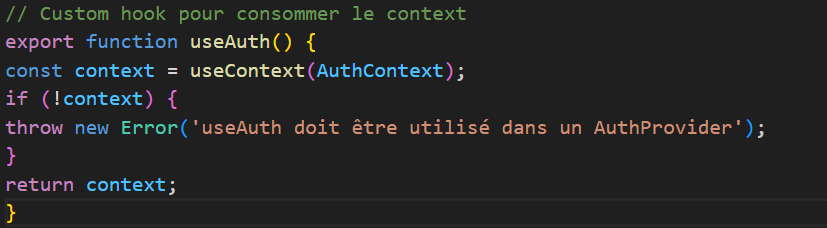 // Custom hook pour consommer le context
export function useAuth() {
const context = useContext(AuthContext);
if (!context) {
throw new Error('useAuth doit être utilisé dans un AuthProvider');
}
return context;
}